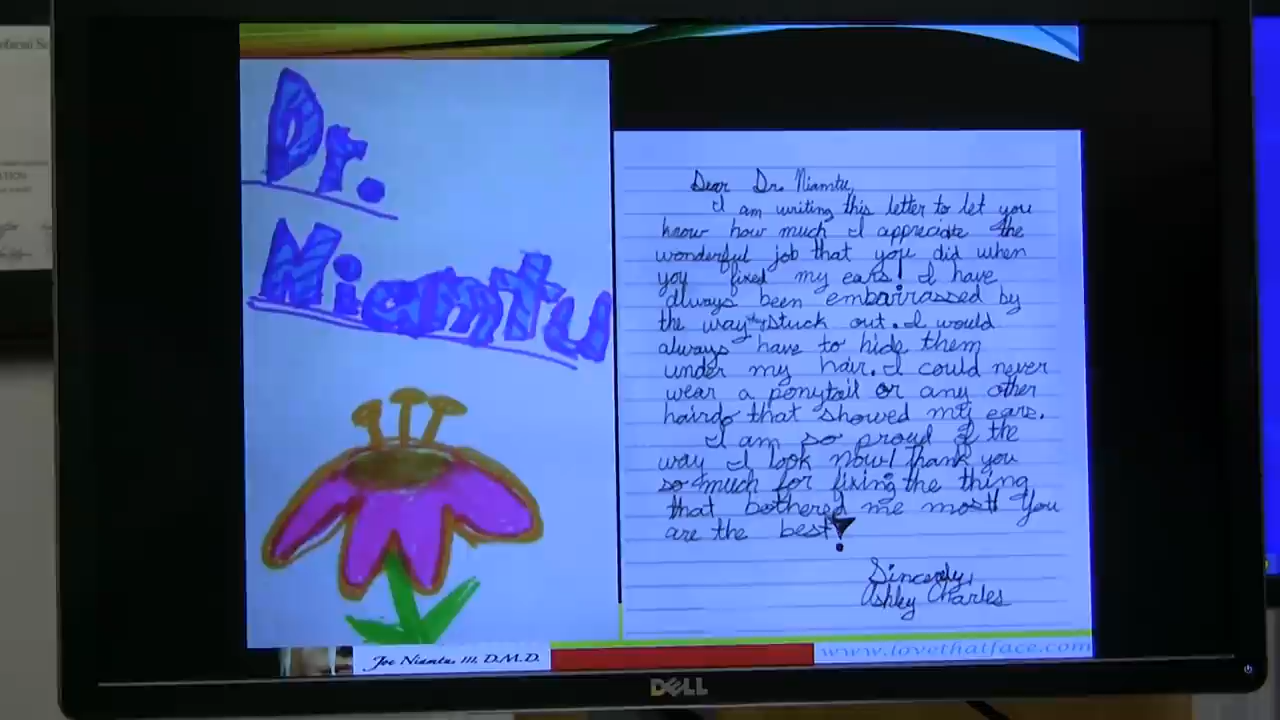 Dr.
Niamtu
Dear Dr. Niamtu,
I am writing this letter to let you
know how much I appreciate the
wonderful job that you did when
you fixed my ears! I have
always been embairassed by
the way they stuck out. I would
always have to hide them
under my hair. I could never
wear a ponytail or any other
hairdo that showed my ears.
I am so proud of the
way I look now! Thank you
so much for fixing the thing
that bothered me most! You
are the best!
Sincerely,
Ashley Charles
Joe Niamtu, III, D.M.D.
www.lovethatface.com
DELL